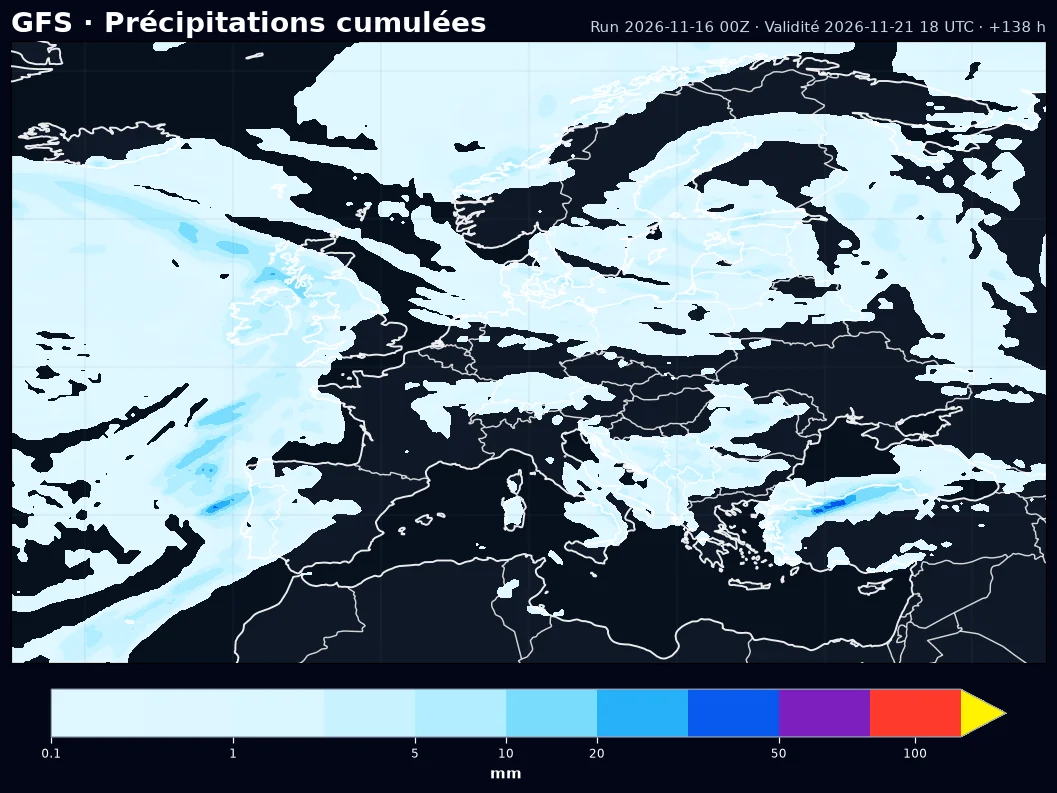 GFS · Précipitations cumulées
Run 2026-11-16 00Z · Validité 2026-11-21 18 UTC · +138 h
0.1 1 5 10 20 50 100
mm